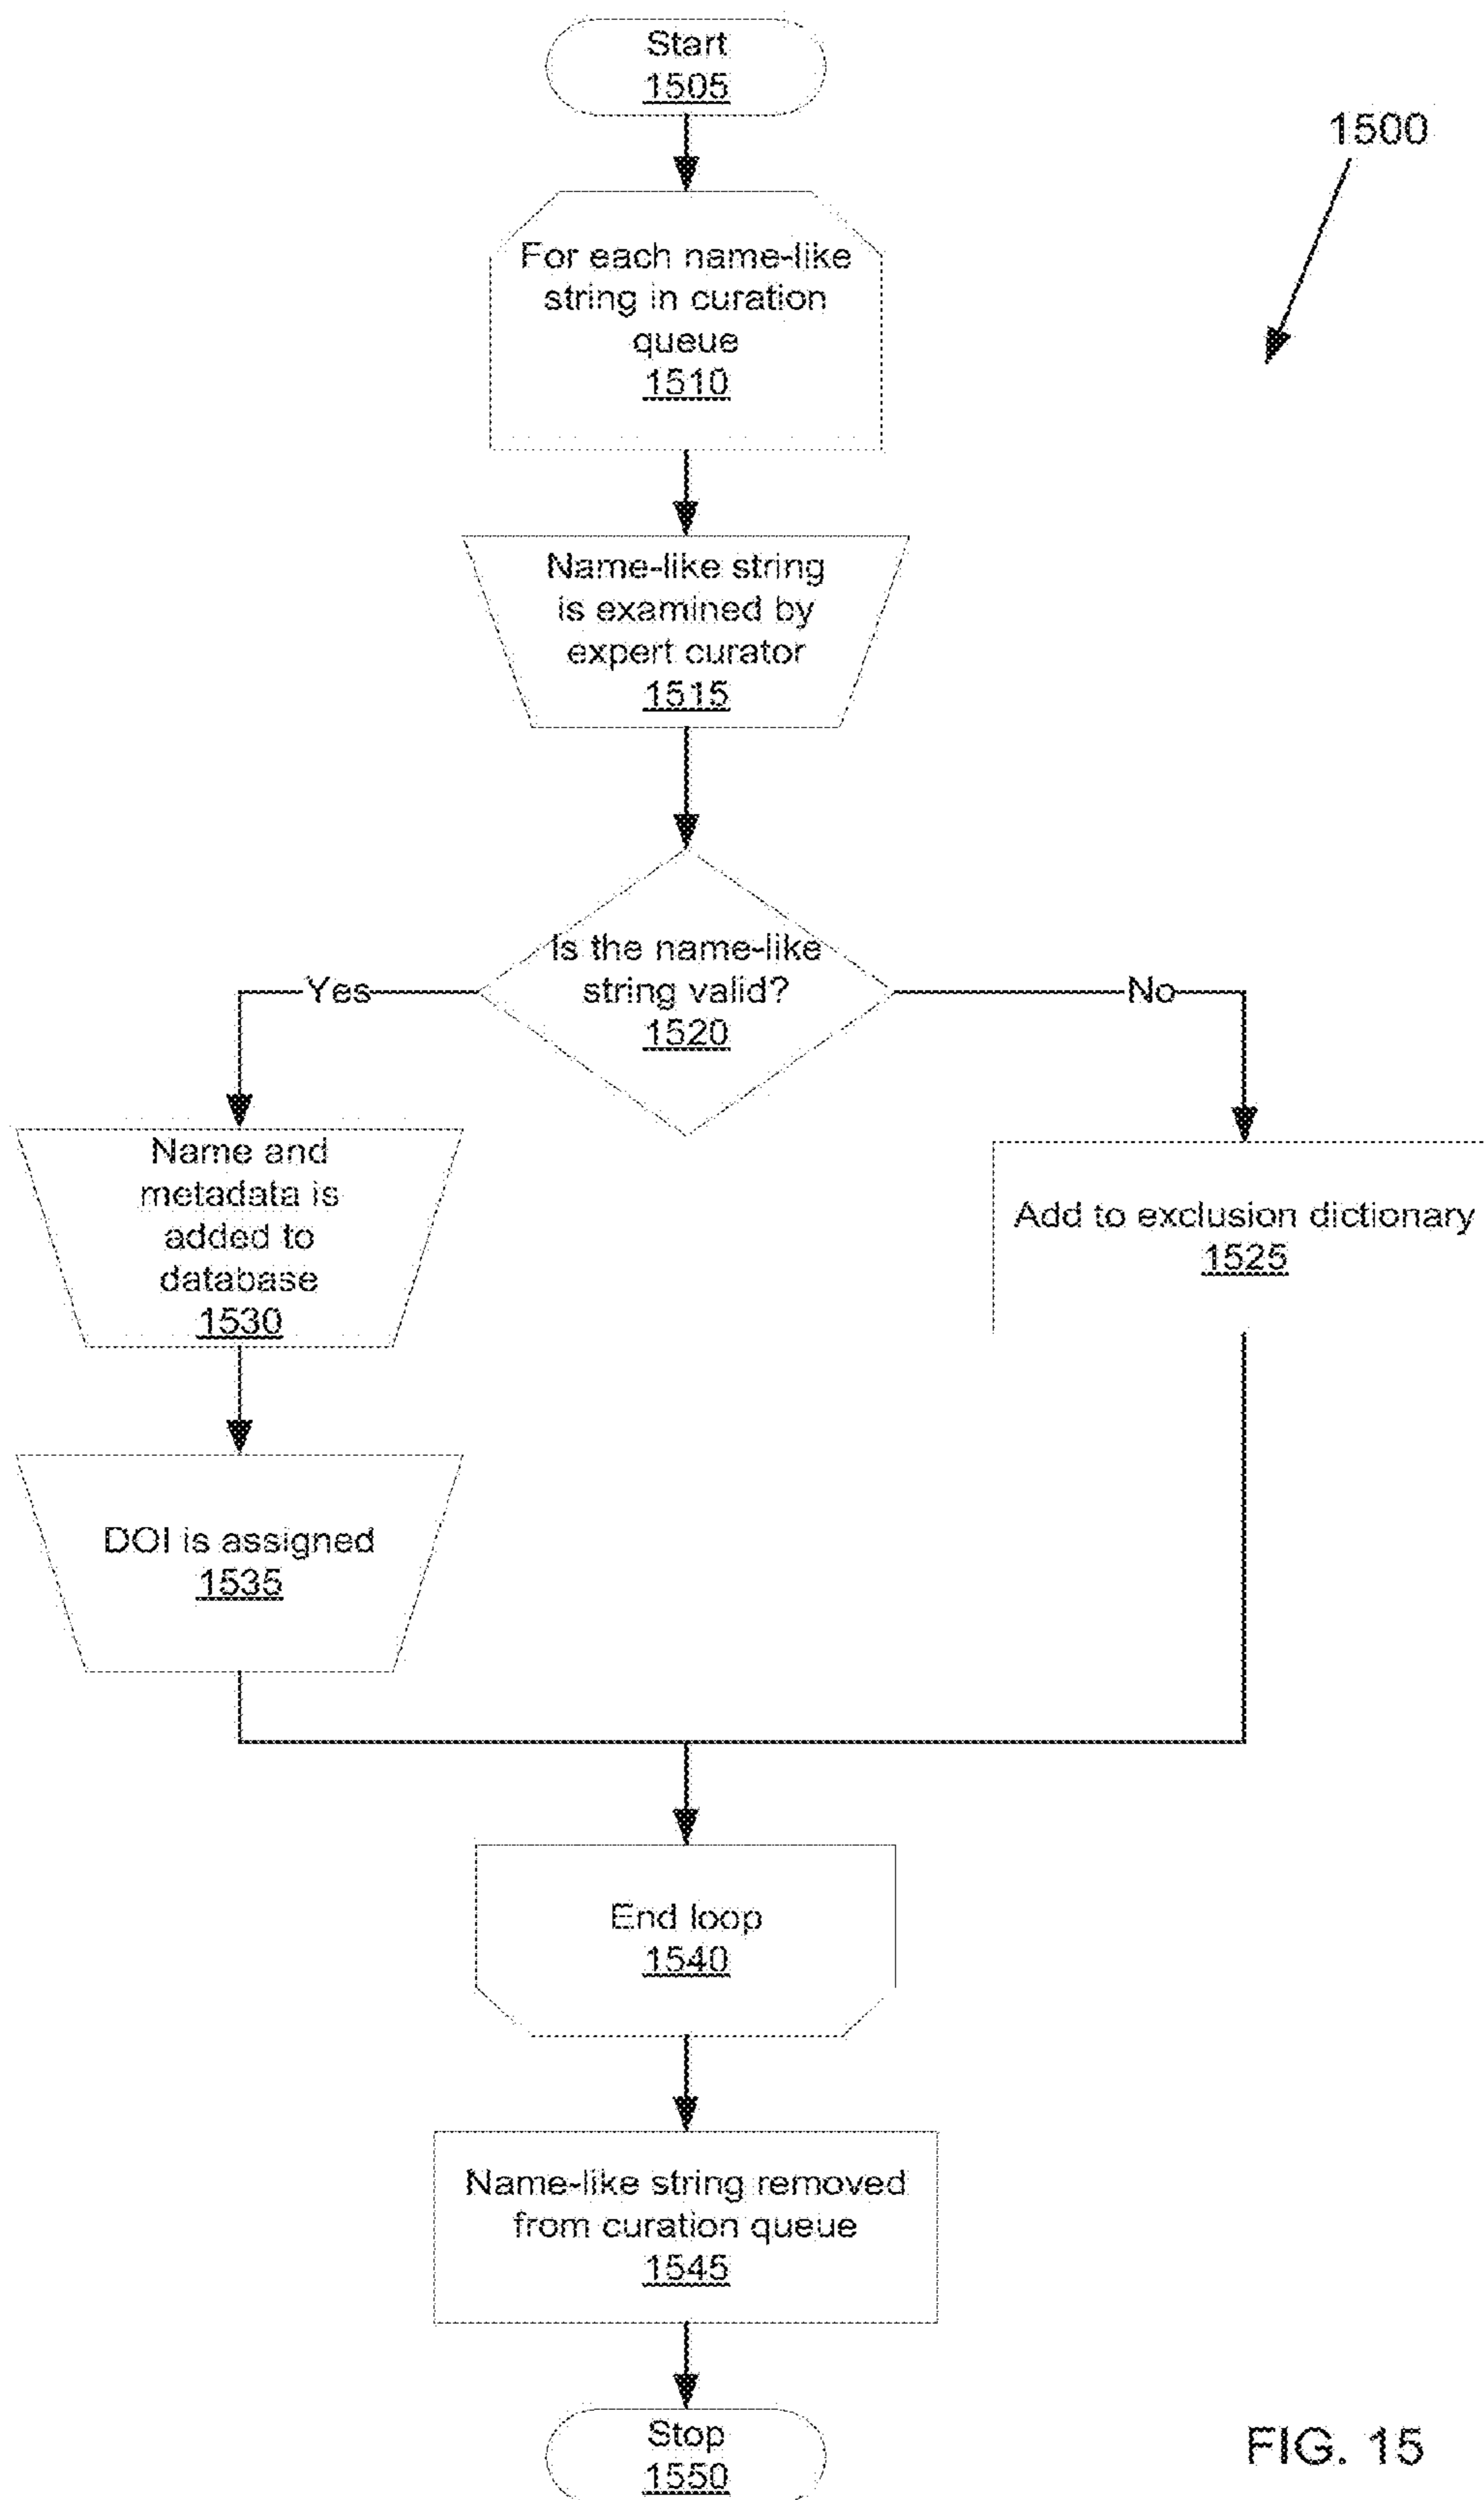 Start
1505
1500
For each name-like
string in curation
queue
1510
Name-like string
is examined by
expert curator
1515
Is the name-like
string valid?
1520
Yes
No
Name and
metadata is
added to
database
1530
Add to exclusion dictionary
1525
DOI is assigned
1535
End loop
1540
Name-like string removed
from curation queue
1545
Stop
1550
FIG. 15